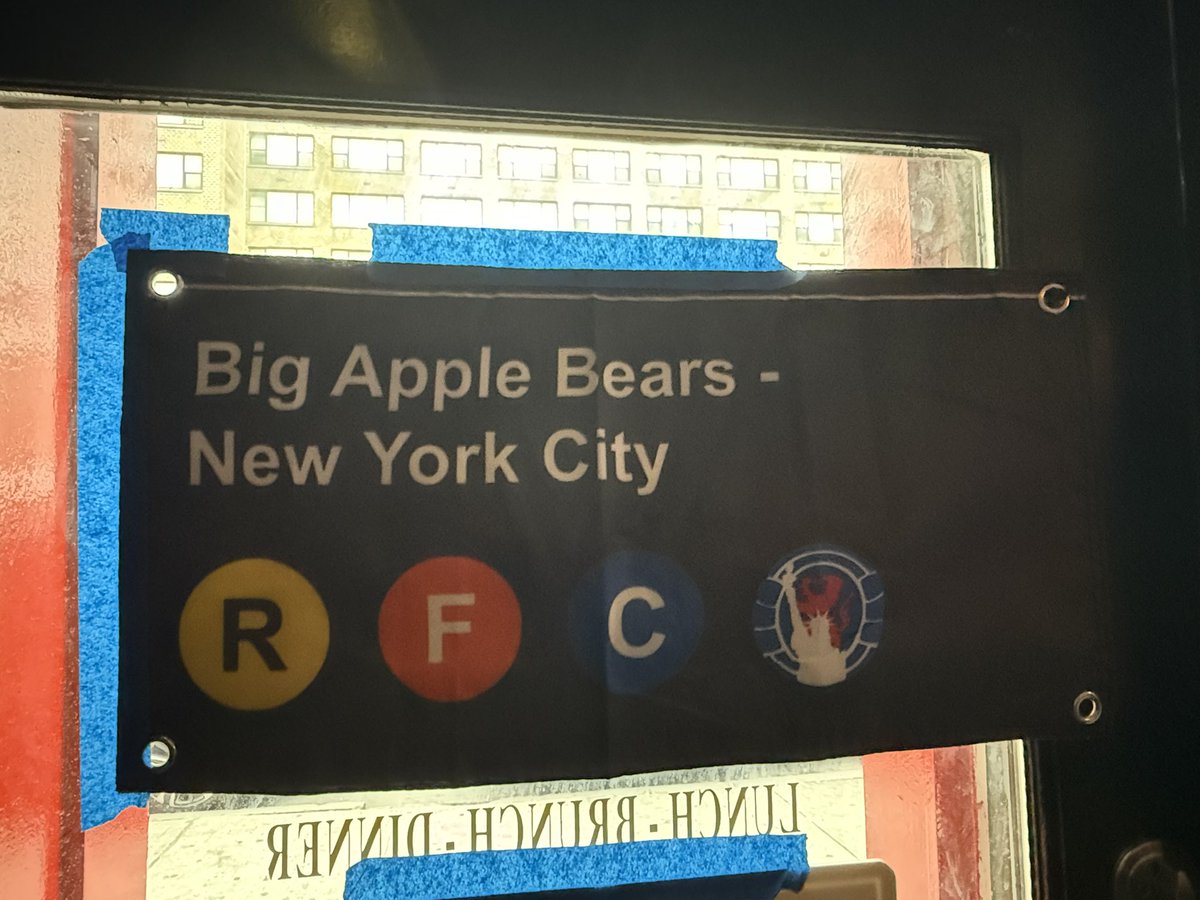 Big Apple Bears -
New York City
R F C
LUNCH · BRUNCH · DINNER